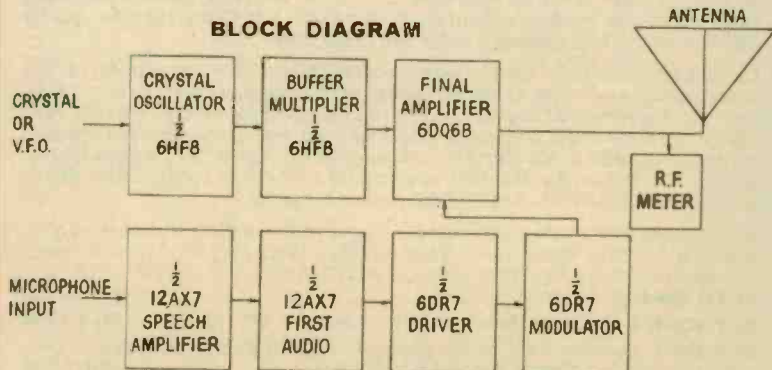 BLOCK DIAGRAM
ANTENNA
CRYSTAL
OR
V.F.O.
CRYSTAL
OSCILLATOR
1/2
6HF8
BUFFER
MULTIPLIER
1/2
6HF8
FINAL
AMPLIFIER
6DQ6B
R.F.
METER
MICROPHONE
INPUT
1/2
12AX7
SPEECH
AMPLIFIER
1/2
12AX7
FIRST
AUDIO
1/2
6DR7
DRIVER
1/2
6DR7
MODULATOR